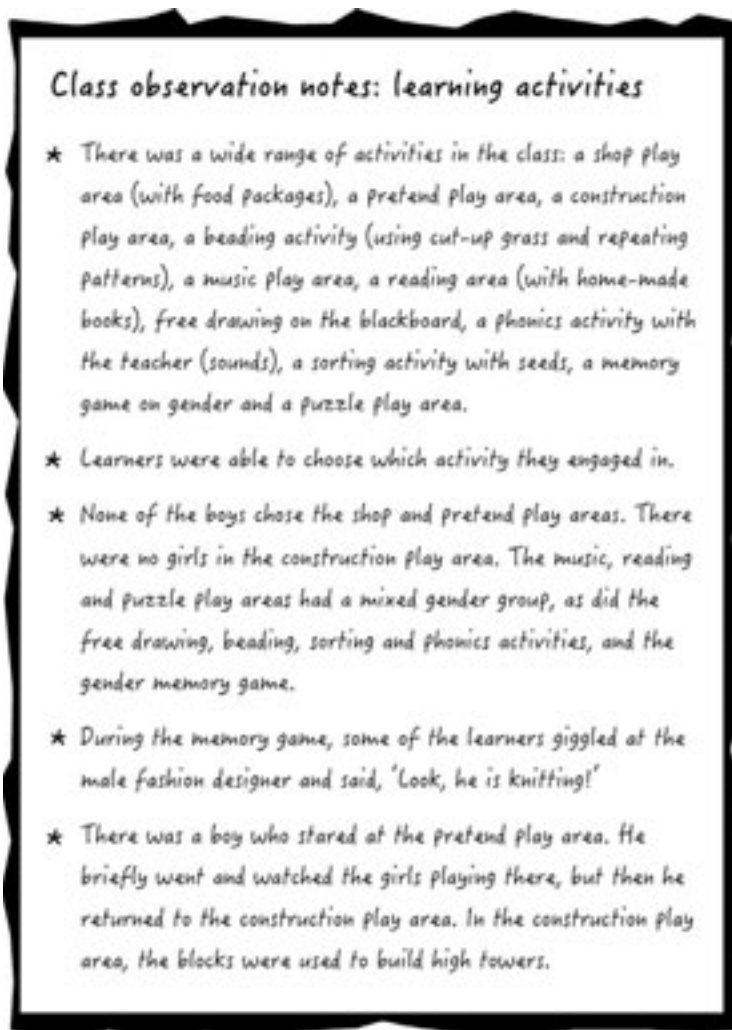 Class observation notes: learning activities
* There was a wide range of activities in the class: a shop play
area (with food packages), a pretend play area, a construction
play area, a beading activity (using cut-up grass and repeating
patterns), a music play area, a reading area (with home-made
books), free drawing on the blackboard, a phonics activity with
the teacher (sounds), a sorting activity with seeds, a memory
game on gender and a puzzle play area.
* Learners were able to choose which activity they engaged in.
* None of the boys chose the shop and pretend play areas. There
were no girls in the construction play area. The music, reading
and puzzle play areas had a mixed gender group, as did the
free drawing, beading, sorting and phonics activities, and the
gender memory game.
* During the memory game, some of the learners giggled at the
male fashion designer and said, 'Look, he is knitting!'
* There was a boy who stared at the pretend play area. He
briefly went and watched the girls playing there, but then he
returned to the construction play area. In the construction play
area, the blocks were used to build high towers.